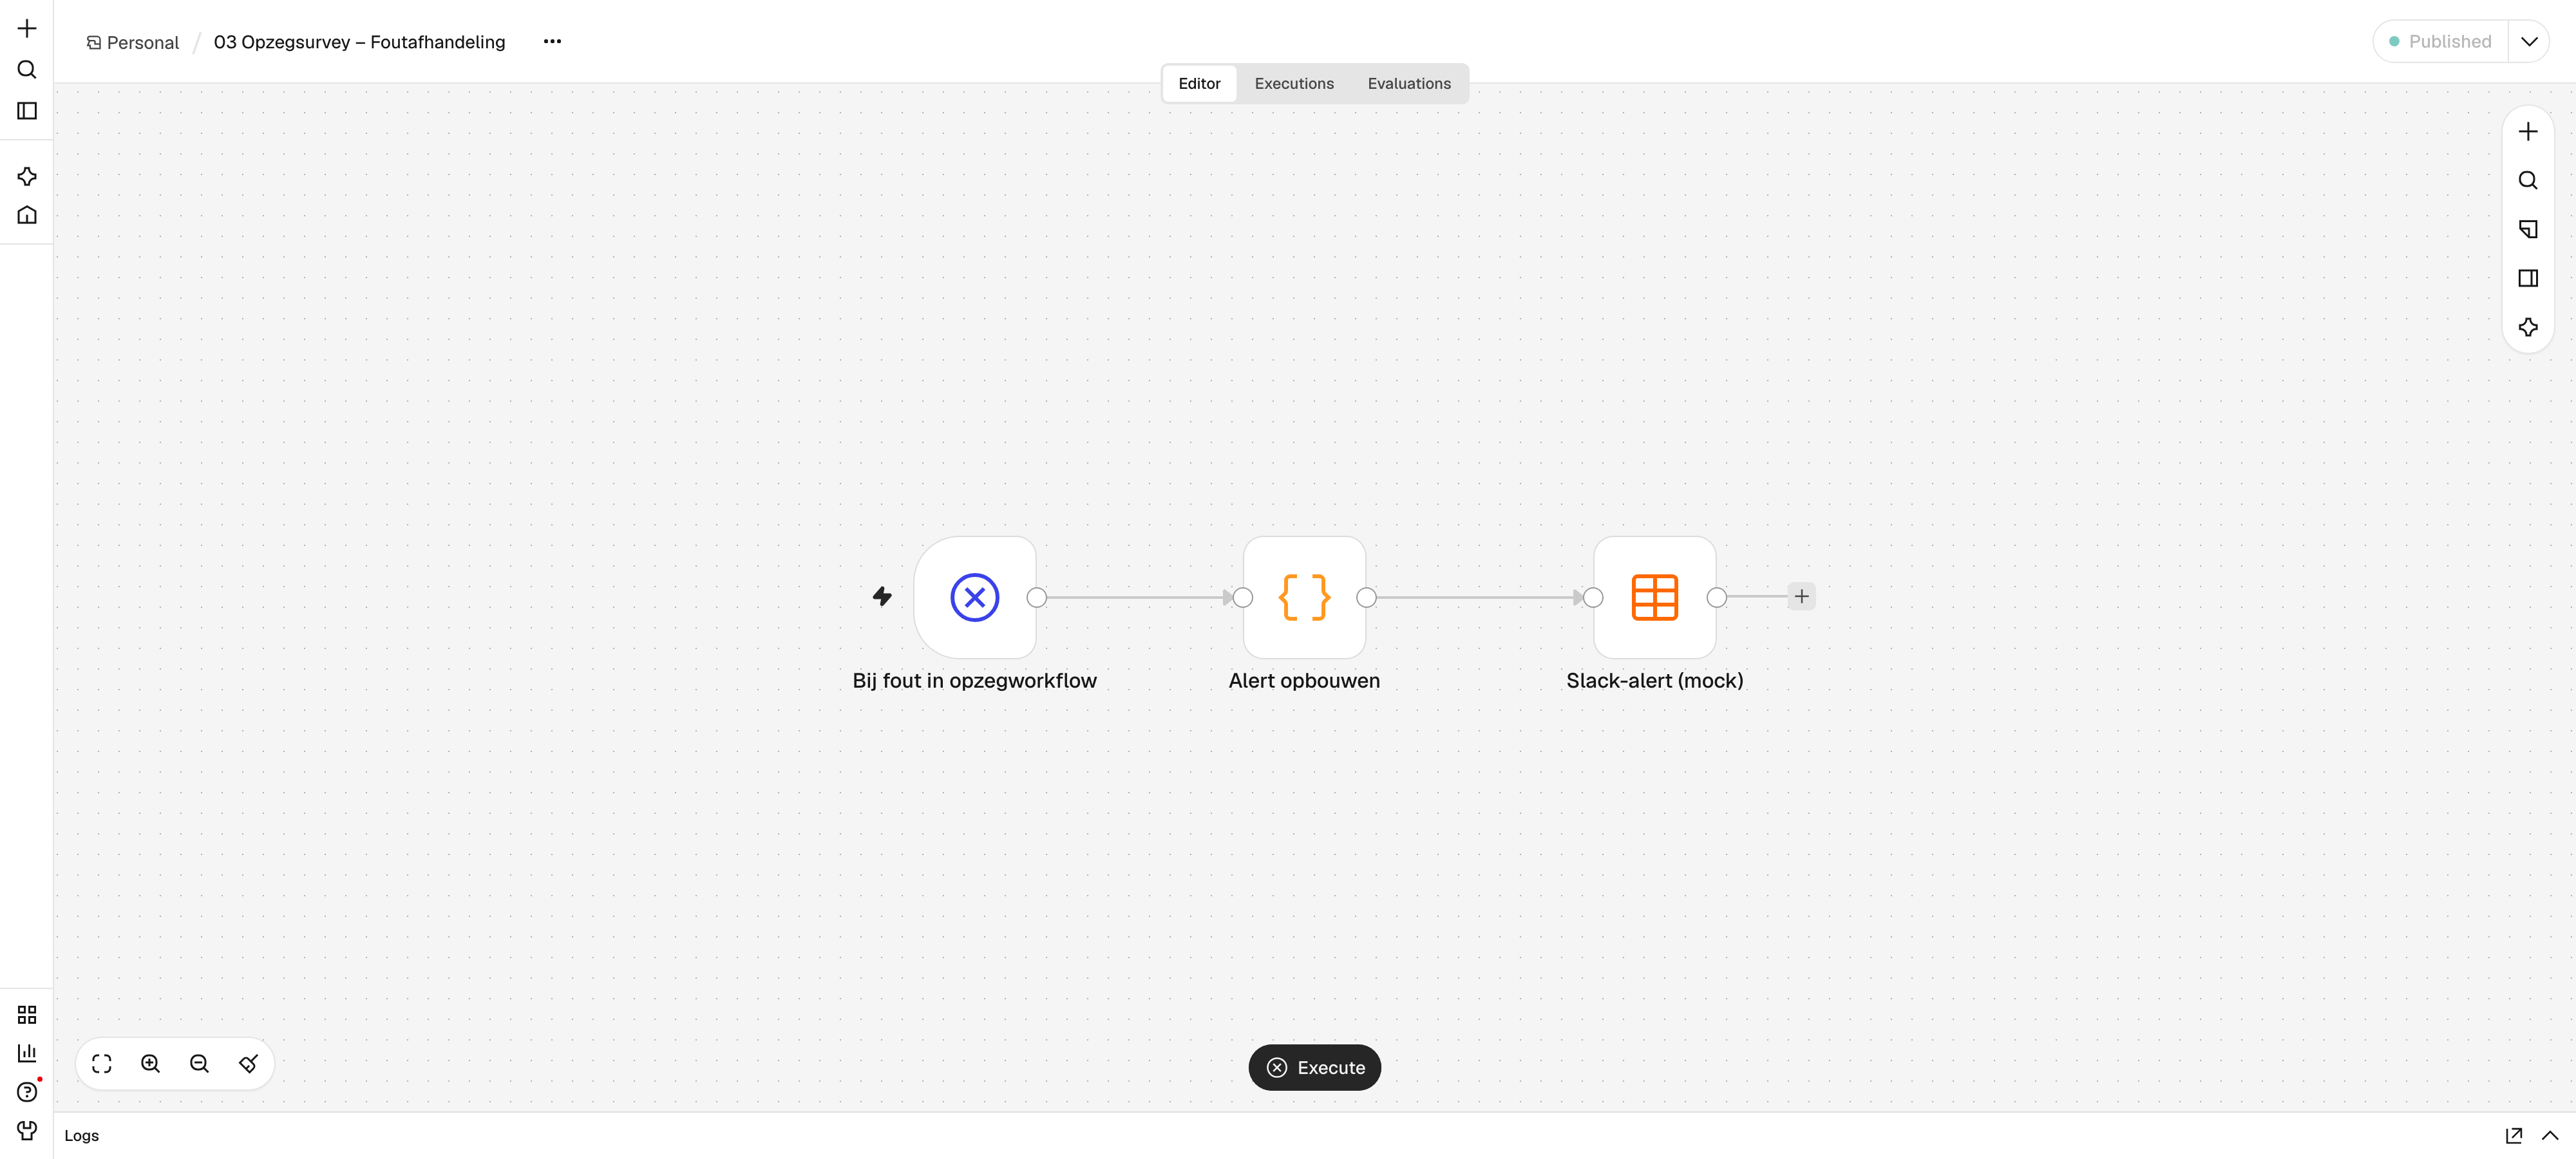 Personal / 03 Opzegsurvey – Foutafhandeling ...
Published
Editor Executions Evaluations
Bij fout in opzegworkflow
Alert opbouwen
Slack-alert (mock)
Execute
Logs